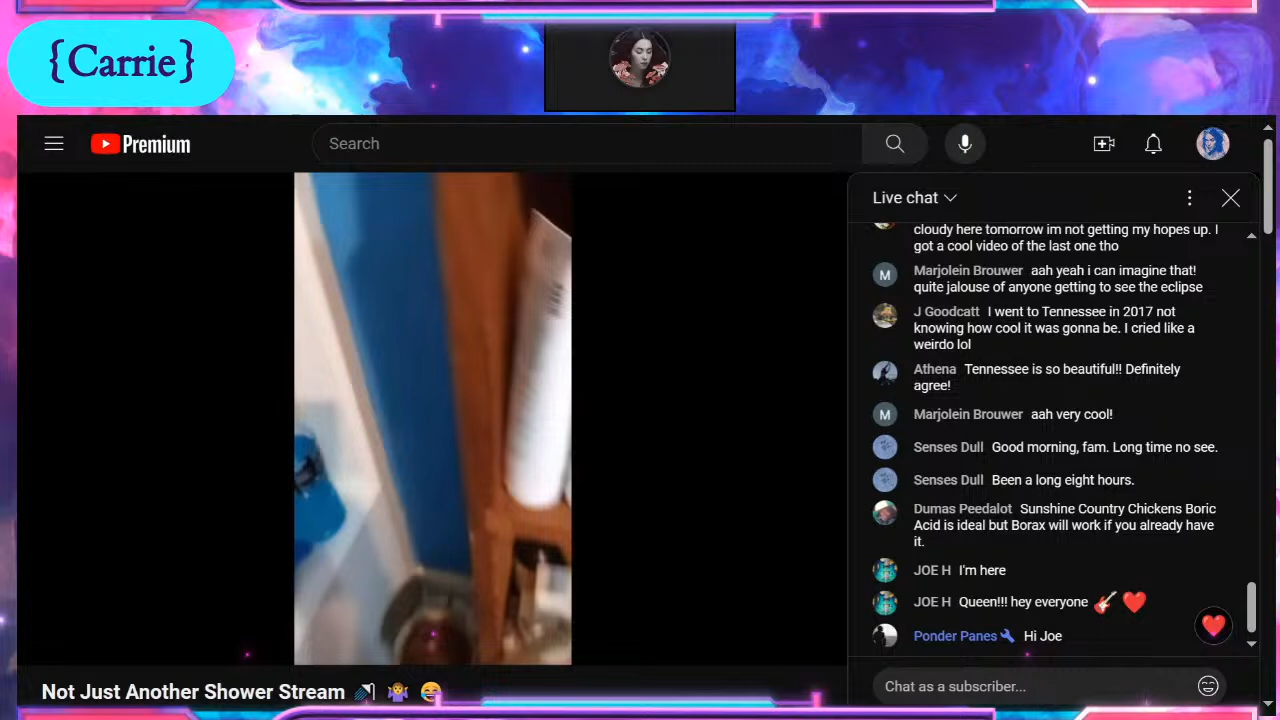 {Carrie}
Premium
Search
Live chat
cloudy here tomorrow im not getting my hopes up. I
got a cool video of the last one tho
M
Marjolein Brouwer aah yeah i can imagine that!
quite jalouse of anyone getting to see the eclipse
J Goodcatt I went to Tennessee in 2017 not
knowing how cool it was gonna be. I cried like a
weirdo lol
Athena Tennessee is so beautiful!! Definitely
agree!
M
Marjolein Brouwer aah very cool!
Senses Dull Good morning, fam. Long time no see.
Senses Dull Been a long eight hours.
Dumas Peedalot Sunshine Country Chickens Boric
Acid is ideal but Borax will work if you already have
it.
JOE H I'm here
JOE H Queen!!! hey everyone 🎸 ❤️
Ponder Panes Hi Joe
Chat as a subscriber...
Not Just Another Shower Stream 🚿 🤷‍♀️ 😂